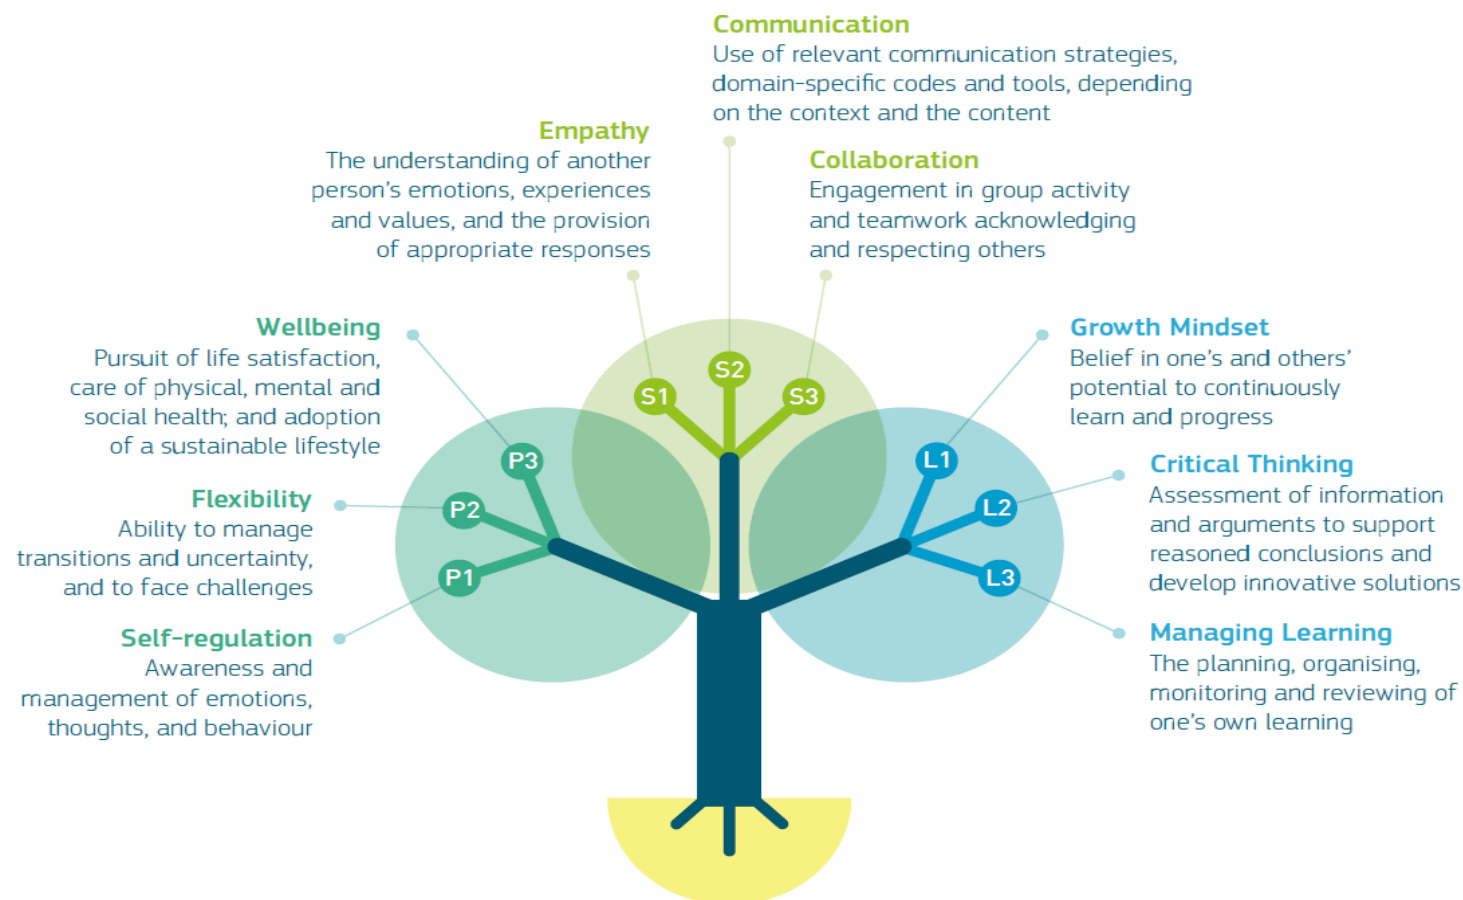 Communication
Use of relevant communication strategies,
domain-specific codes and tools, depending
on the context and the content
Empathy
The understanding of another
person's emotions, experiences
and values, and the provision
of appropriate responses
Collaboration
Engagement in group activity
and teamwork acknowledging
and respecting others
Wellbeing
Pursuit of life satisfaction,
care of physical, mental and
social health; and adoption
of a sustainable lifestyle
Flexibility
Ability to manage
transitions and uncertainty,
and to face challenges
Self-regulation
Awareness and
management of emotions,
thoughts, and behaviour
Growth Mindset
Belief in one's and others'
potential to continuously
learn and progress
Critical Thinking
Assessment of information
and arguments to support
reasoned conclusions and
develop innovative solutions
Managing Learning
The planning, organising,
monitoring and reviewing of
one's own learning
S1
S2
S3
P3
P2
P1
L1
L2
L3